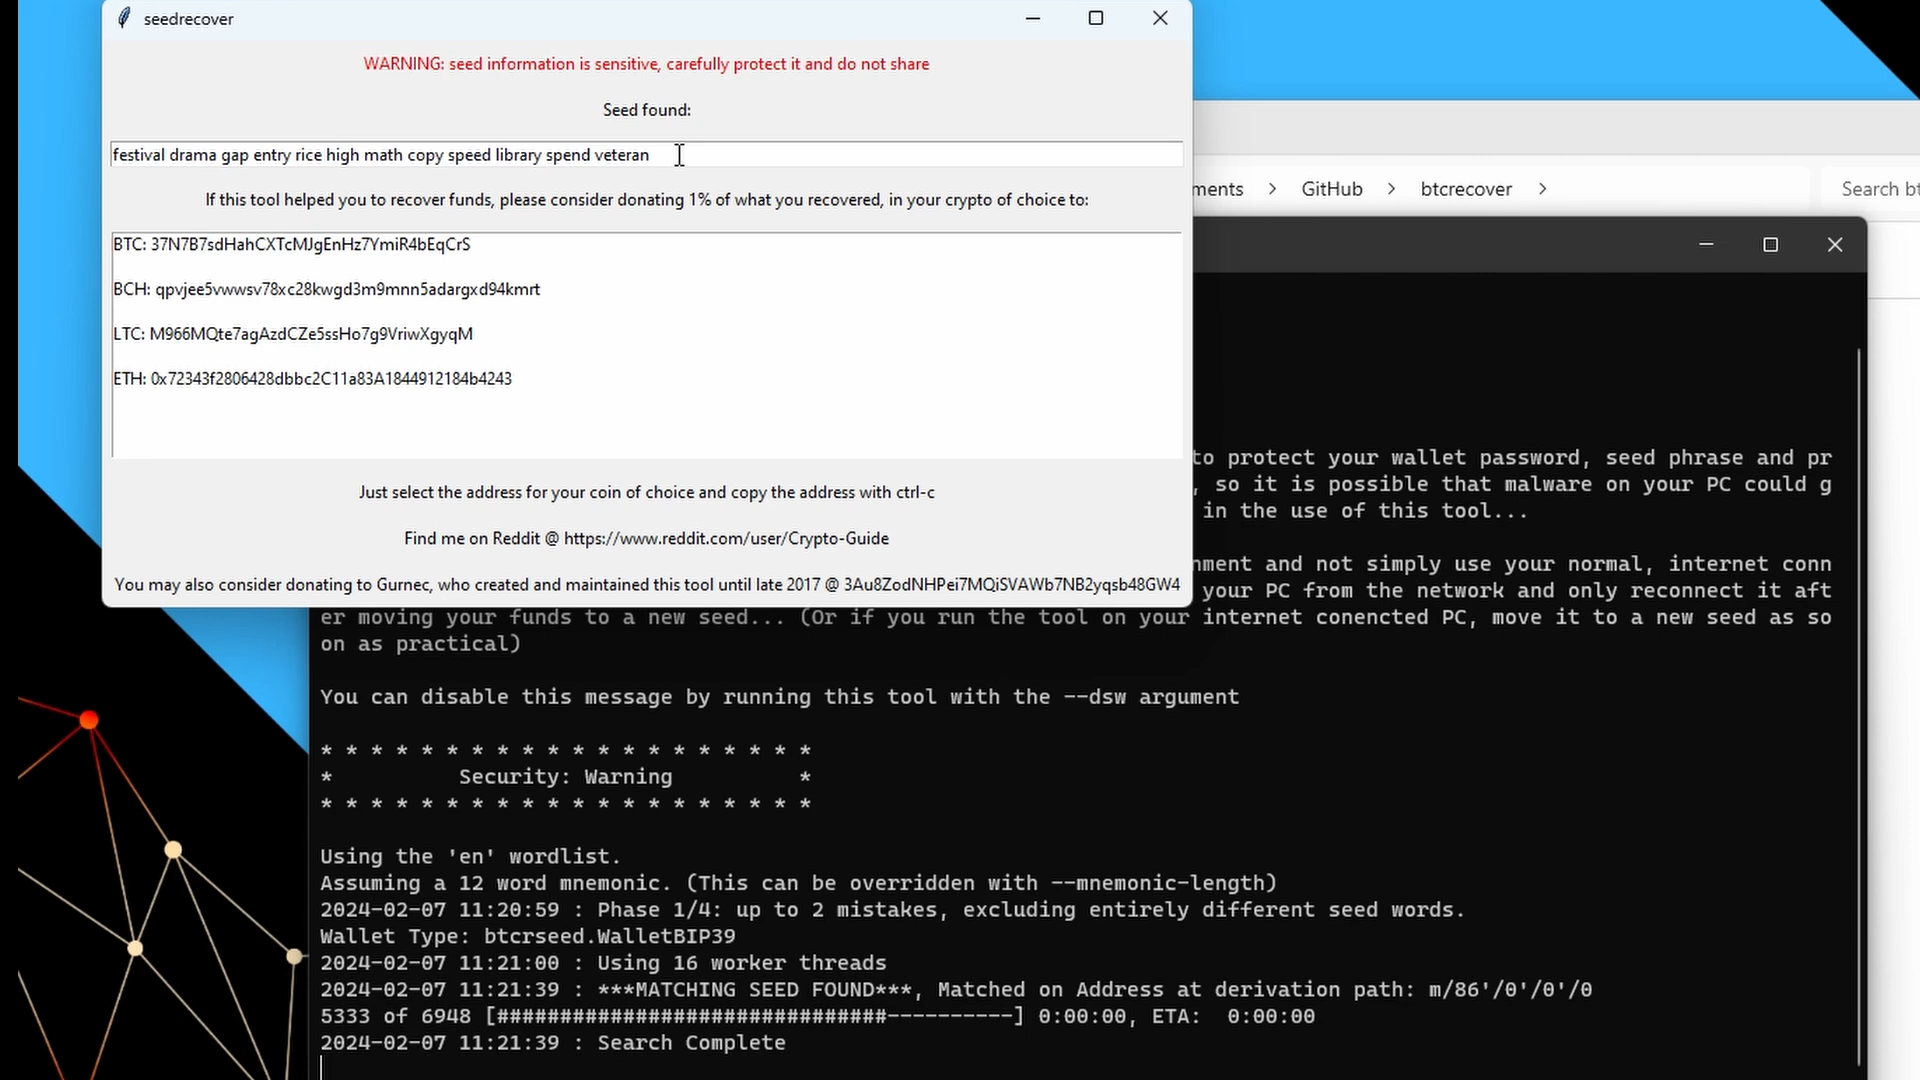 seedrecover
WARNING: seed information is sensitive, carefully protect it and do not share
Seed found:
festival drama gap entry rice high math copy speed library spend veteran
If this tool helped you to recover funds, please consider donating 1% of what you recovered, in your crypto of choice to:
BTC: 37N7B7sdHahCXTcMJgEnHz7YmiR4bEqCrS
BCH: qpvjee5vwwsv78xc28kwgd3m9mnn5adargxd94kmrt
LTC: M966MQte7agAzdCZe5ssHo7g9VriwXgyqM
ETH: 0x72343f2806428dbbc2C11a83A1844912184b4243
Just select the address for your coin of choice and copy the address with ctrl-c
Find me on Reddit @ https://www.reddit.com/user/Crypto-Guide
You may also consider donating to Gurnec, who created and maintained this tool until late 2017 @ 3Au8ZodNHPei7MQiSVAWb7NB2yqsb48GW4
ments > GitHub > btcrecover >
Search bt
to protect your wallet password, seed phrase and pr
, so it is possible that malware on your PC could g
in the use of this tool...
nment and not simply use your normal, internet conn
your PC from the network and only reconnect it aft
er moving your funds to a new seed... (Or if you run the tool on your internet conencted PC, move it to a new seed as so
on as practical)
You can disable this message by running this tool with the --dsw argument
* * * * * * * * * * * * * * * * * * * *
* Security: Warning *
* * * * * * * * * * * * * * * * * * * *
Using the 'en' wordlist.
Assuming a 12 word mnemonic. (This can be overridden with --mnemonic-length)
2024-02-07 11:20:59 : Phase 1/4: up to 2 mistakes, excluding entirely different seed words.
Wallet Type: btcrseed.WalletBIP39
2024-02-07 11:21:00 : Using 16 worker threads
2024-02-07 11:21:39 : ***MATCHING SEED FOUND***, Matched on Address at derivation path: m/86'/0'/0'/0
5333 of 6948 [###############################----------] 0:00:00, ETA:  0:00:00
2024-02-07 11:21:39 : Search Complete